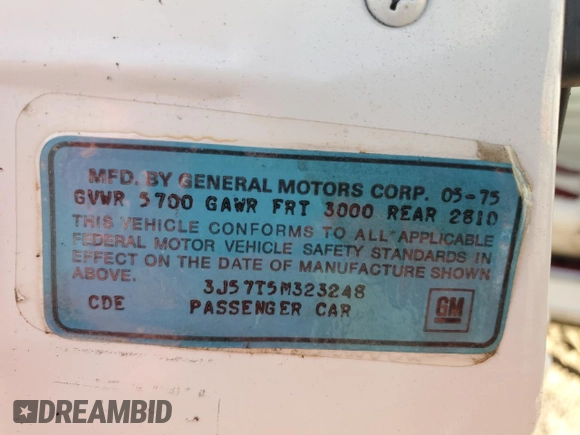 MFD. BY GENERAL MOTORS CORP. 05-75
GVWR 5700 GAWR FRT 3000 REAR 2810
THIS VEHICLE CONFORMS TO ALL APPLICABLE
FEDERAL MOTOR VEHICLE SAFETY STANDARDS IN
EFFECT ON THE DATE OF MANUFACTURE SHOWN
ABOVE.
3J57T5M323248
CDE PASSENGER CAR
GM
DREAMBID